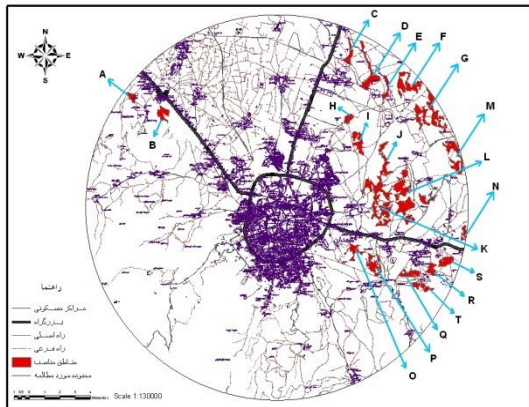 N
W E
S
A
B
C
D
E
F
G
H
I
J
M
L
N
K
S
R
T
Q
P
O
راهنما
مراکز مسکونی
بزرگراه
راه اصلی
راه فرعی
مناطق مناسب
محدوده مورد مطالعه
Scale 1:130000